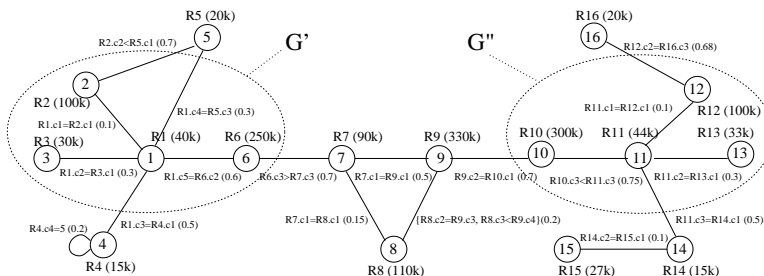 R5 (20k)
5
R2.c2<R5.c1 (0.7)
G'
2
R2 (100k)
R1.c4=R5.c3 (0.3)
R1.c1=R2.c1 (0.1)
R3 (30k)
R1 (40k)
R6 (250k)
3
1
6
R1.c2=R3.c1 (0.3)
R1.c5=R6.c2 (0.6)
R1.c3=R4.c1 (0.5)
R4.c4=5 (0.2)
4
R4 (15k)
R6.c3>R7.c3 (0.7)
R7 (90k)
7
R7.c1=R9.c1 (0.5)
R9 (330k)
9
R7.c1=R8.c1 (0.15)
{R8.c2=R9.c3, R8.c3<R9.c4}(0.2)
8
R8 (110k)
R9.c2=R10.c1 (0.7)
G"
R16 (20k)
16
R12.c2=R16.c3 (0.68)
12
R12 (100k)
R11.c1=R12.c1 (0.1)
R10 (300k)
R11 (44k)
R13 (33k)
10
11
13
R10.c3<R11.c3 (0.75)
R11.c2=R13.c1 (0.3)
R11.c3=R14.c1 (0.5)
R14.c2=R15.c1 (0.1)
15
14
R15 (27k)
R14 (15k)